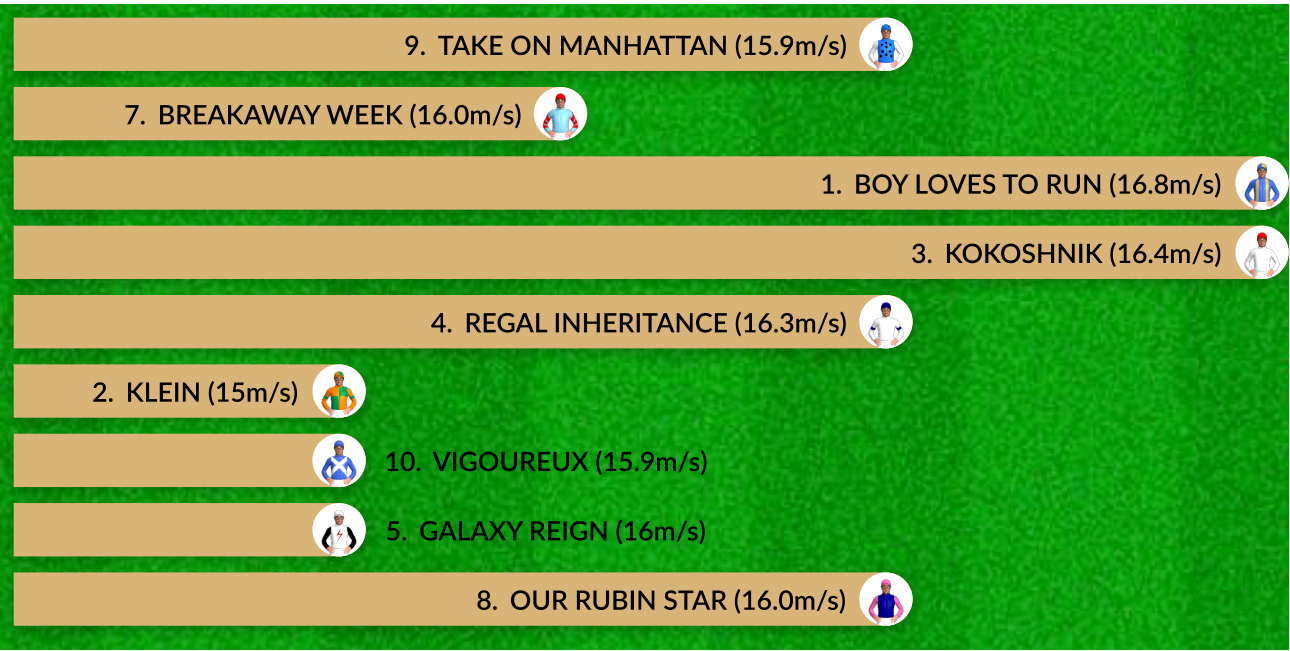 9. TAKE ON MANHATTAN (15.9m/s)
7. BREAKAWAY WEEK (16.0m/s)
1. BOY LOVES TO RUN (16.8m/s)
3. KOKOSHNIK (16.4m/s)
4. REGAL INHERITANCE (16.3m/s)
2. KLEIN (15m/s)
10. VIGOUREUX (15.9m/s)
5. GALAXY REIGN (16m/s)
8. OUR RUBIN STAR (16.0m/s)